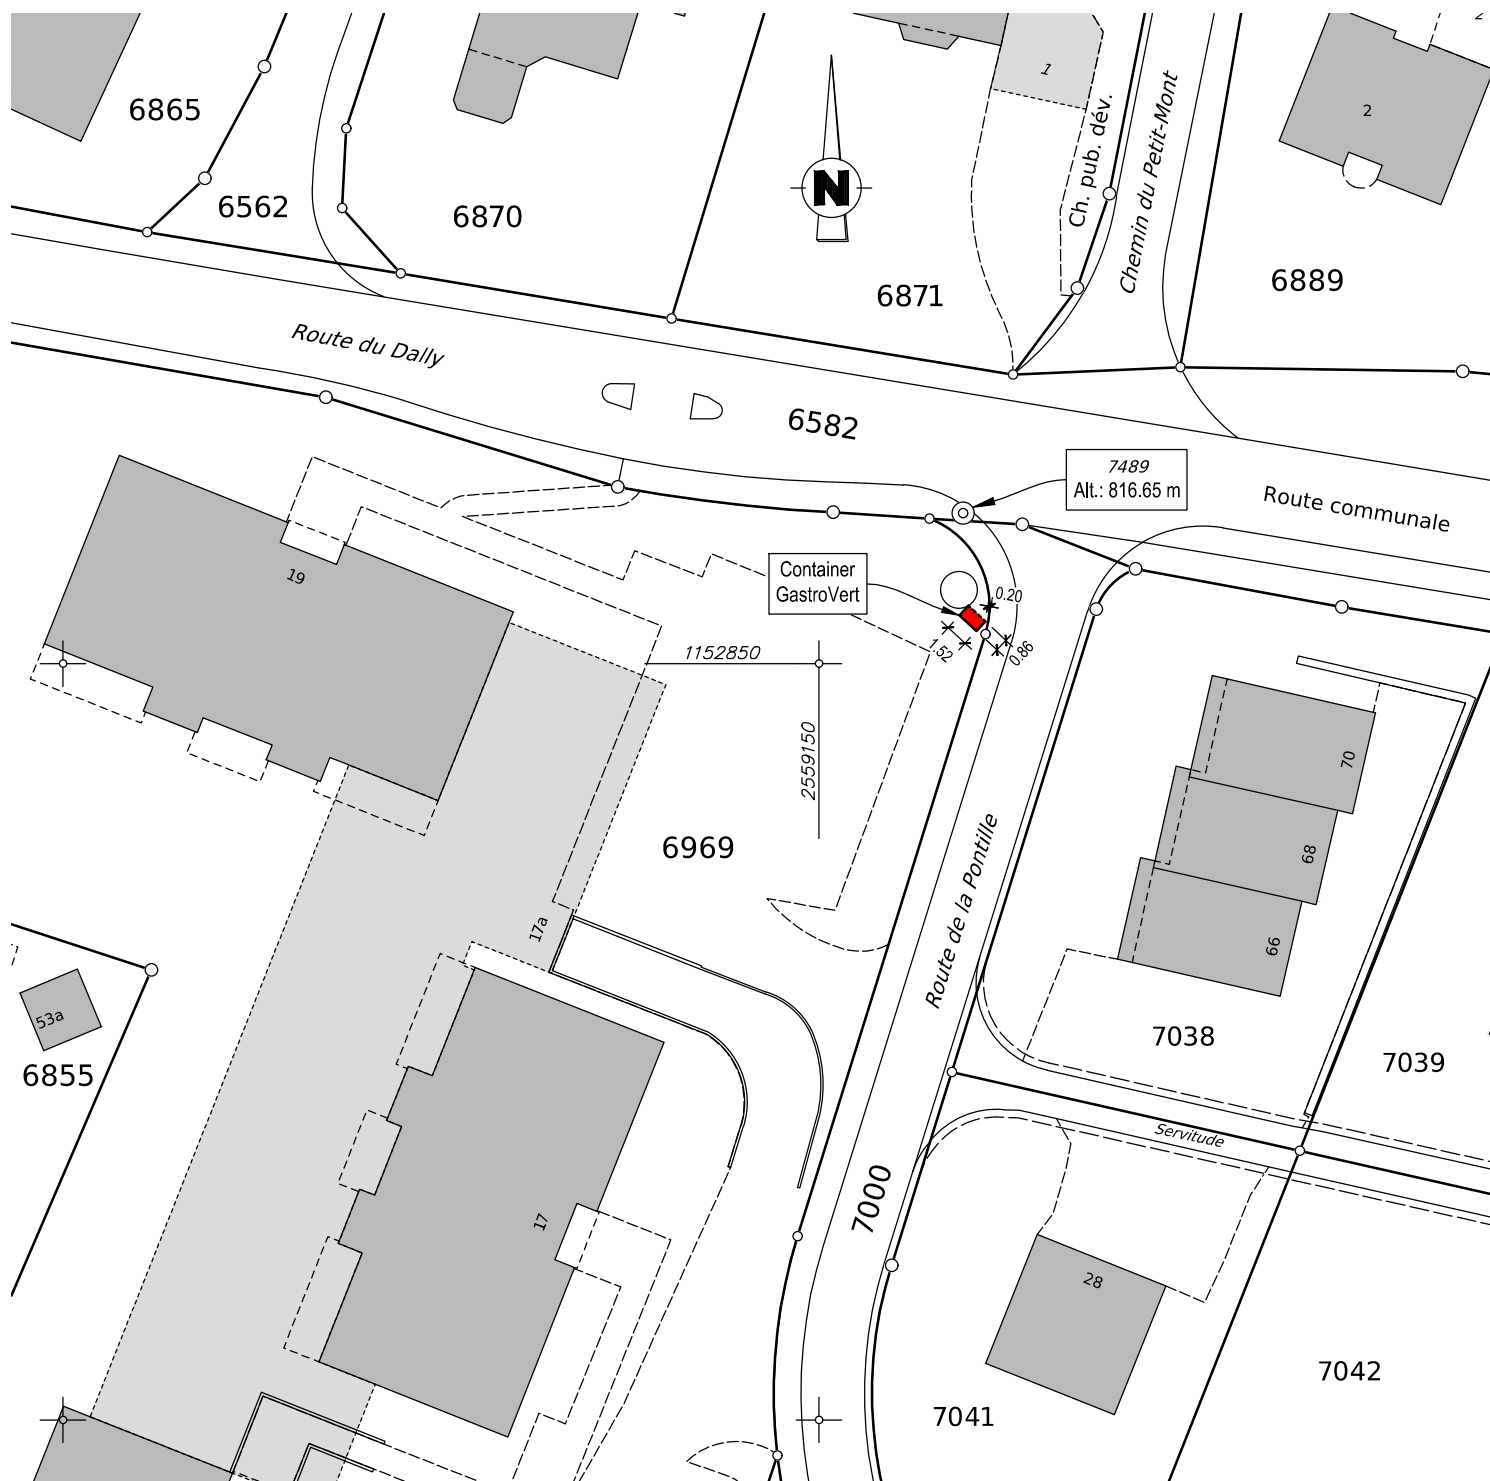 1
2
2
6865
Ch. pub. dév.
Chemin du Petit-Mont
N
6562
6870
6871
6889
Route du Dally
6582
7489
Alt.: 816.65 m
Route communale
Container
GastroVert
19
0.20
1.52
0.86
1152850
2559150
70
68
66
6969
Route de la Pontille
17a
53a
6855
7038
7039
Servitude
7000
17
28
7042
7041